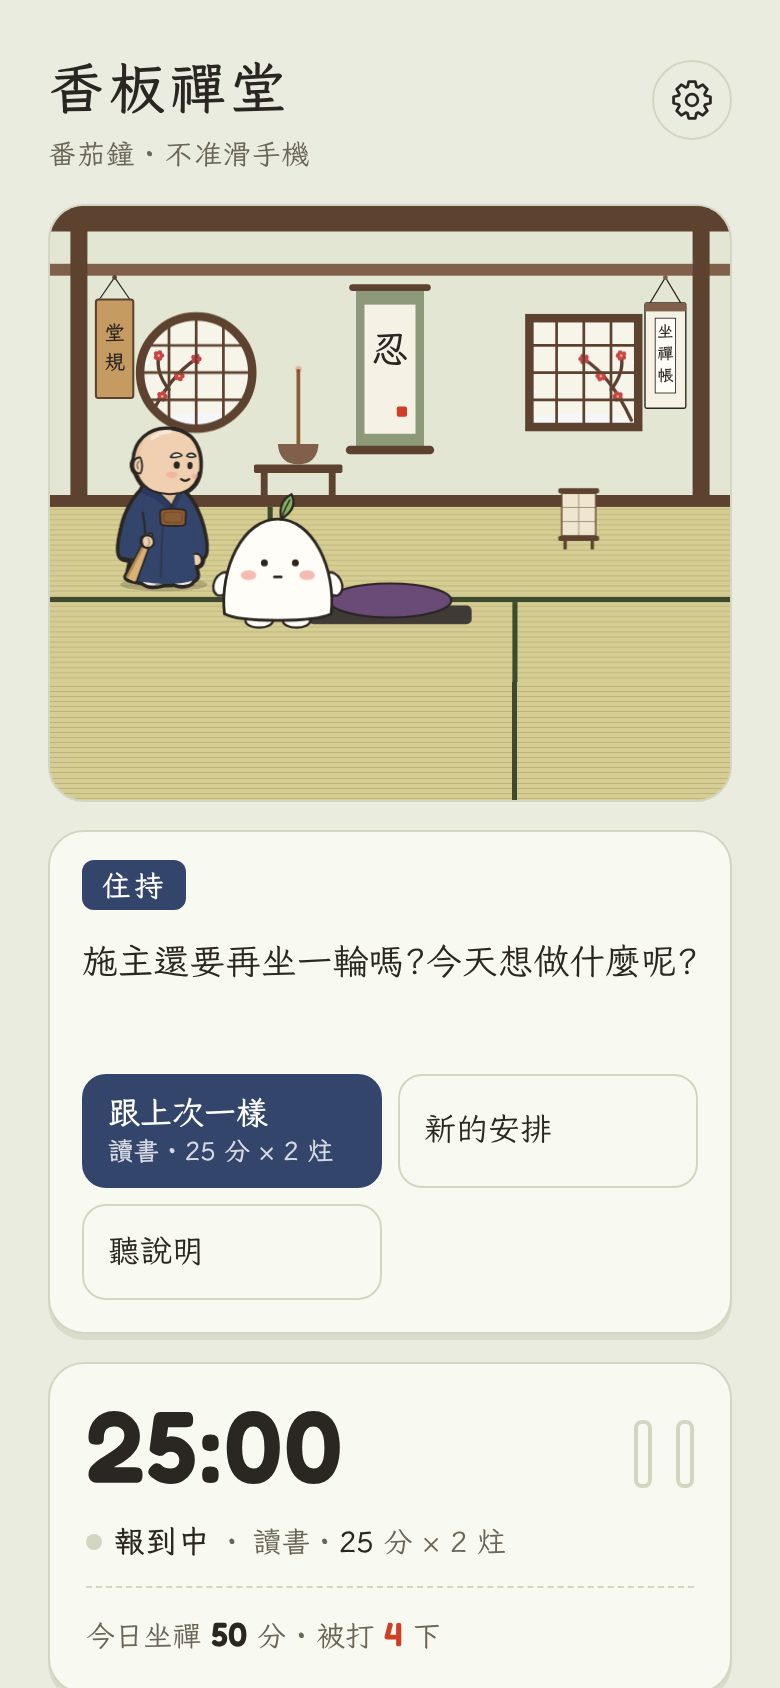 香板禪堂
番茄鐘・不准滑手機
堂規
忍
坐禪帳
住持
施主還要再坐一輪嗎?今天想做什麼呢?
跟上次一樣
讀書・25 分 × 2 炷
新的安排
聽說明
25:00
報到中 ・ 讀書・25 分 × 2 炷
今日坐禪 50 分・被打 4 下